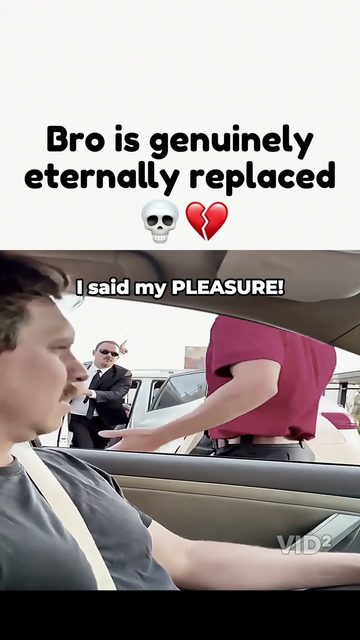 Bro is genuinely
eternally replaced
💀💔
I said my PLEASURE!
VID²